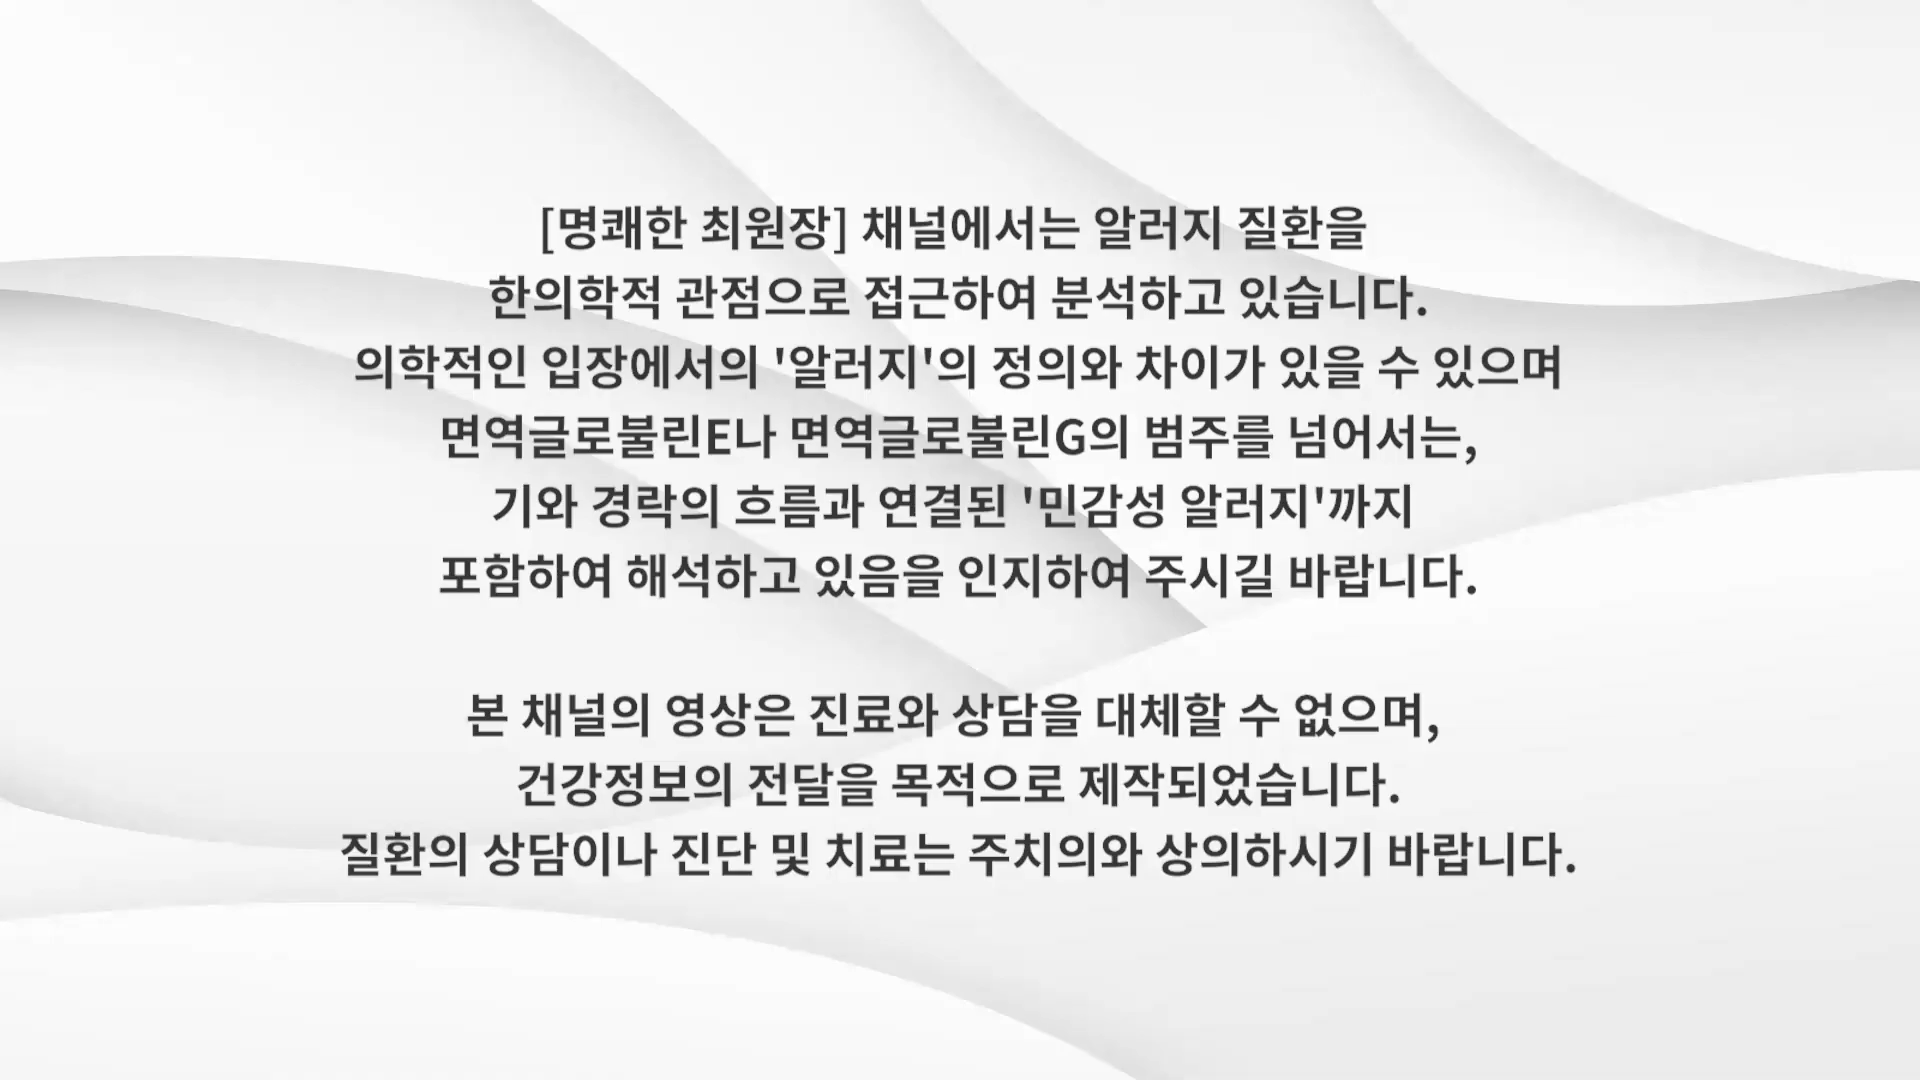 [명쾌한 최원장] 채널에서는 알러지 질환을
한의학적 관점으로 접근하여 분석하고 있습니다.
의학적인 입장에서의 '알러지'의 정의와 차이가 있을 수 있으며
면역글로불린E나 면역글로불린G의 범주를 넘어서는,
기와 경락의 흐름과 연결된 '민감성 알러지'까지
포함하여 해석하고 있음을 인지하여 주시길 바랍니다.
본 채널의 영상은 진료와 상담을 대체할 수 없으며,
건강정보의 전달을 목적으로 제작되었습니다.
질환의 상담이나 진단 및 치료는 주치의와 상의하시기 바랍니다.